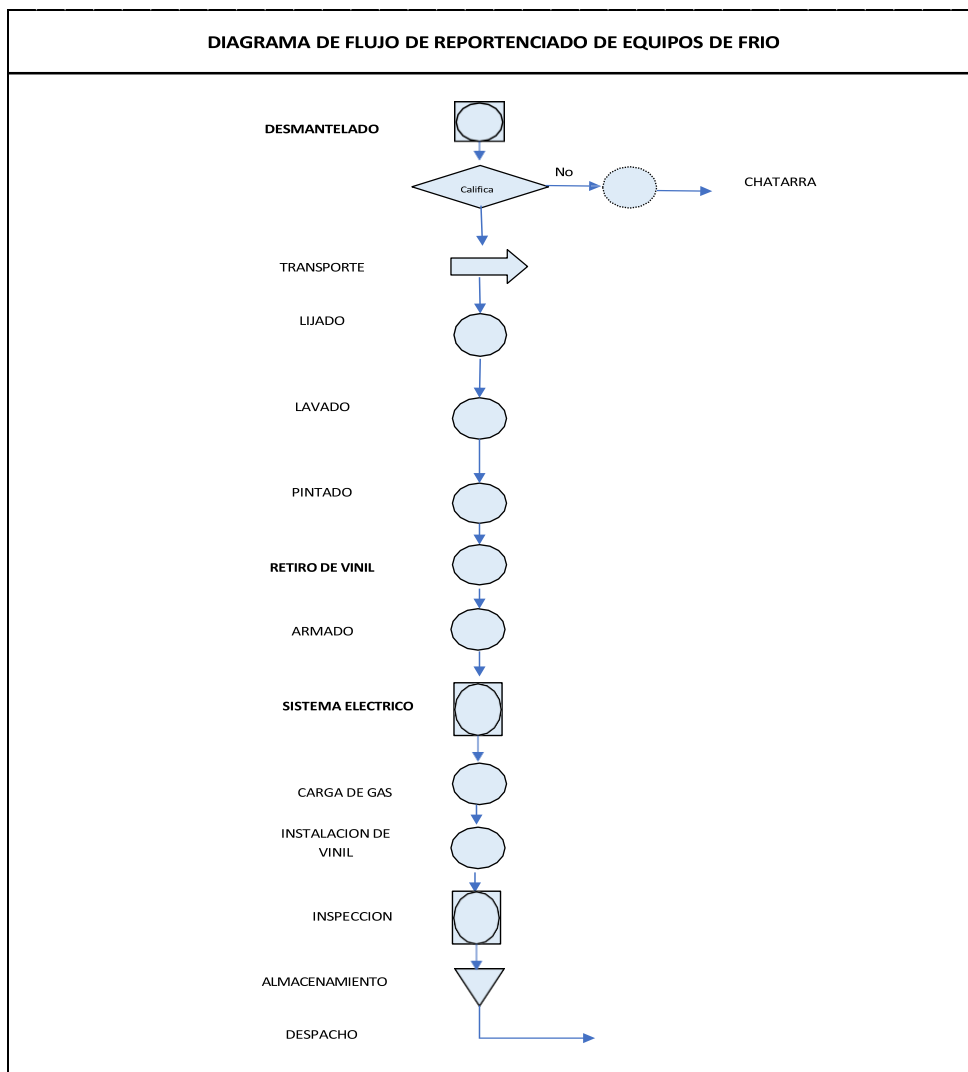 DIAGRAMA DE FLUJO DE REPORTENCIADO DE EQUIPOS DE FRIO
DESMANTELADO
Califica
No
CHATARRA
TRANSPORTE
LIJADO
LAVADO
PINTADO
RETIRO DE VINIL
ARMADO
SISTEMA ELECTRICO
CARGA DE GAS
INSTALACION DE
VINIL
INSPECCION
ALMACENAMIENTO
DESPACHO